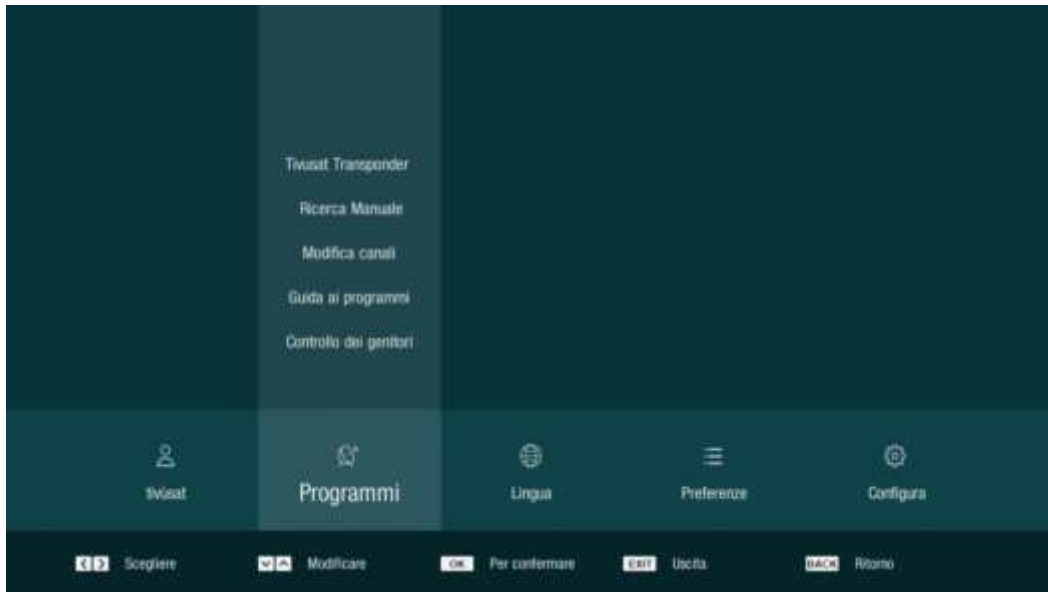 Tivusat Transponder
Ricerca Manuale
Modifica canali
Guida ai programmi
Controllo dei genitori
tivùsat
Programmi
Lingua
Preferenze
Configura
Scegliere
Modificare
OK Per confermare
EXIT Uscita
BACK Ritorno